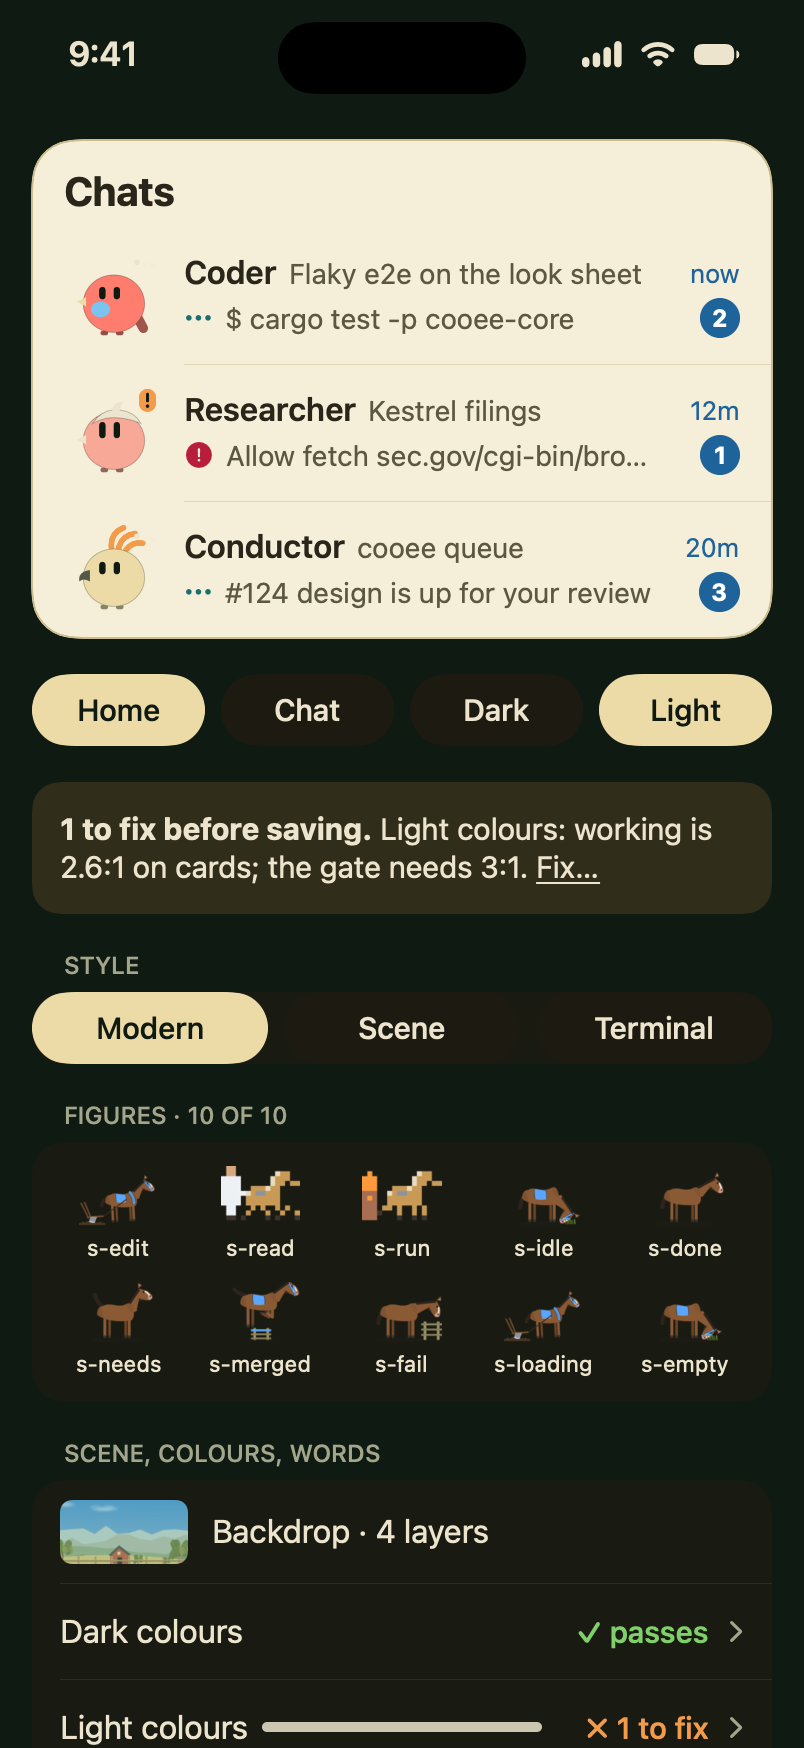 9:41
Chats
Coder Flaky e2e on the look sheet now
··· $ cargo test -p cooee-core 2
!
Researcher Kestrel filings 12m
! Allow fetch sec.gov/cgi-bin/bro... 1
Conductor cooee queue 20m
··· #124 design is up for your review 3
Home Chat Dark Light
1 to fix before saving. Light colours: working is
2.6:1 on cards; the gate needs 3:1. Fix...
STYLE
Modern Scene Terminal
FIGURES · 10 OF 10
s-edit s-read s-run s-idle s-done
s-needs s-merged s-fail s-loading s-empty
SCENE, COLOURS, WORDS
Backdrop · 4 layers
Dark colours ✓ passes >
Light colours ✕ 1 to fix >